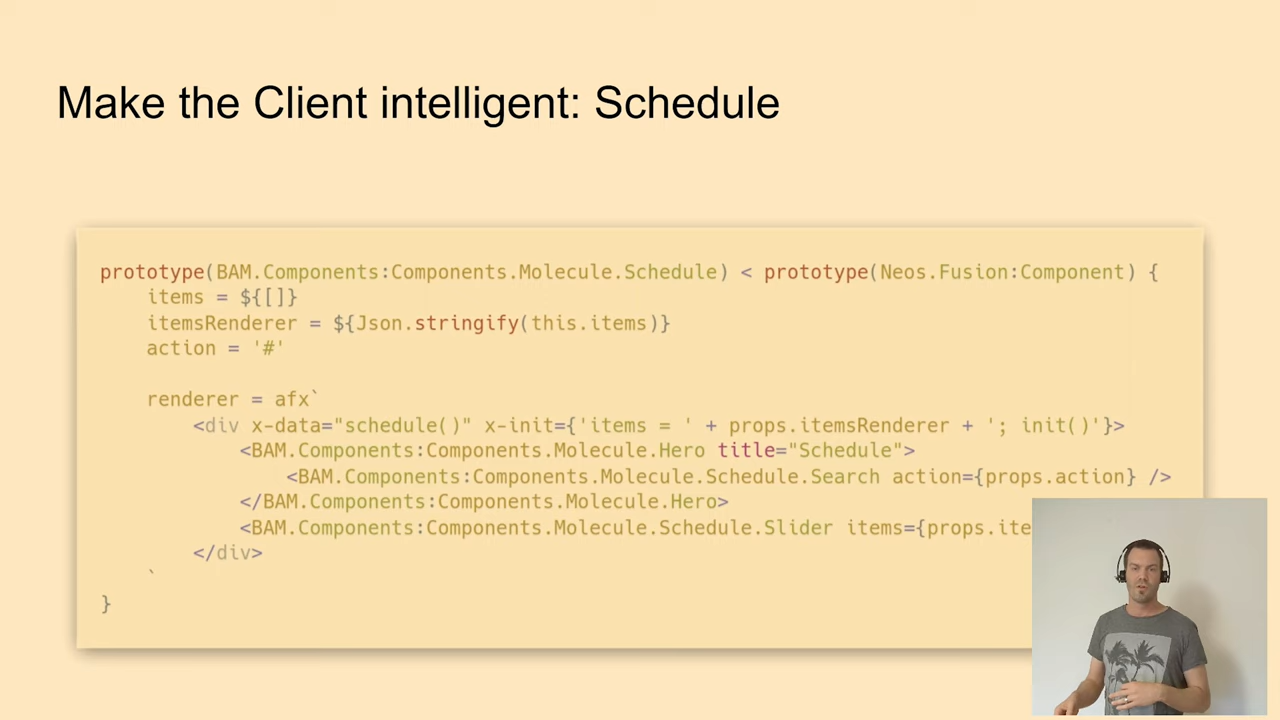 Make the Client intelligent: Schedule
prototype(BAM.Components:Components.Molecule.Schedule) < prototype(Neos.Fusion:Component) {
items = ${[]}
itemsRenderer = ${Json.stringify(this.items)}
action = '#'
renderer = afx`
<div x-data="schedule()" x-init={'items = ' + props.itemsRenderer + '; init()'}>
<BAM.Components:Components.Molecule.Hero title="Schedule">
<BAM.Components:Components.Molecule.Schedule.Search action={props.action} />
</BAM.Components:Components.Molecule.Hero>
<BAM.Components:Components.Molecule.Schedule.Slider items={props.ite
</div>
`
}